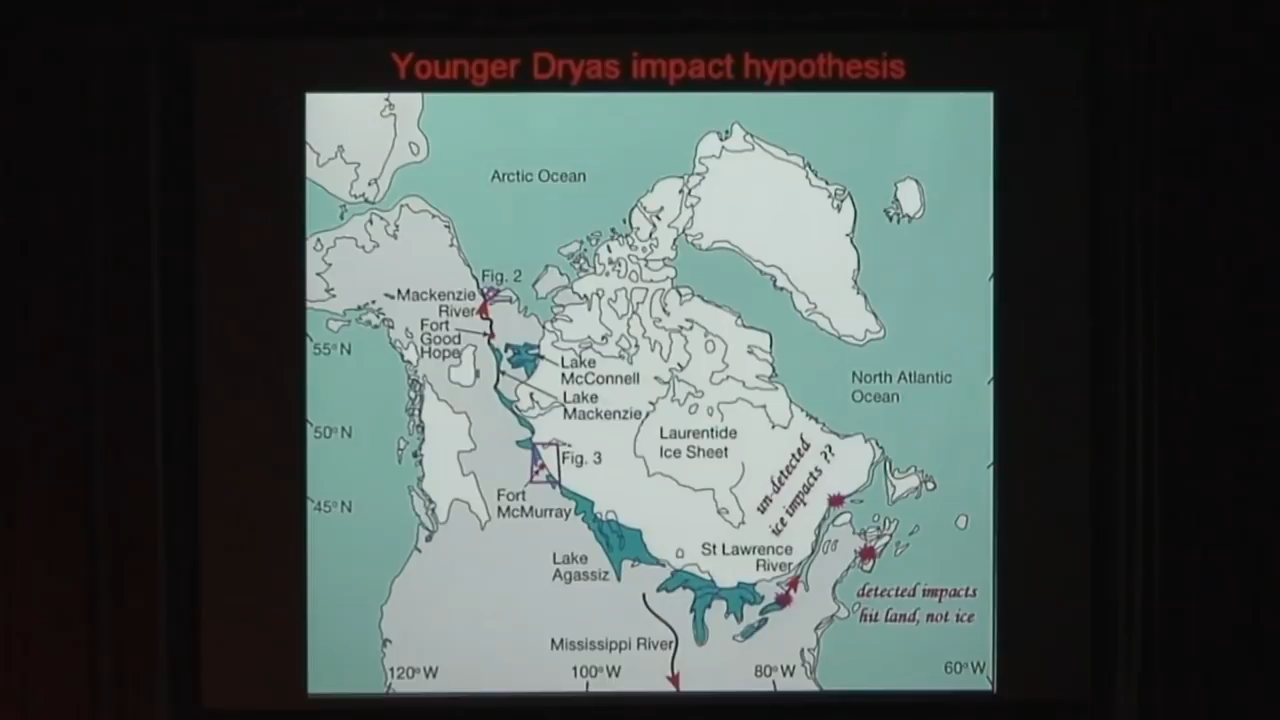 Younger Dryas impact hypothesis
Arctic Ocean
Fig. 2
Mackenzie
River
Fort
Good
Hope
55°N
Lake
McConnell
Lake
Mackenzie
North Atlantic
Ocean
50°N
Laurentide
Ice Sheet
un-detected
ice impacts ??
Fig. 3
45°N
Fort
McMurray
St Lawrence
River
Lake
Agassiz
detected impacts
hit land, not ice
Mississippi River
120°W
100°W
80°W
60°W